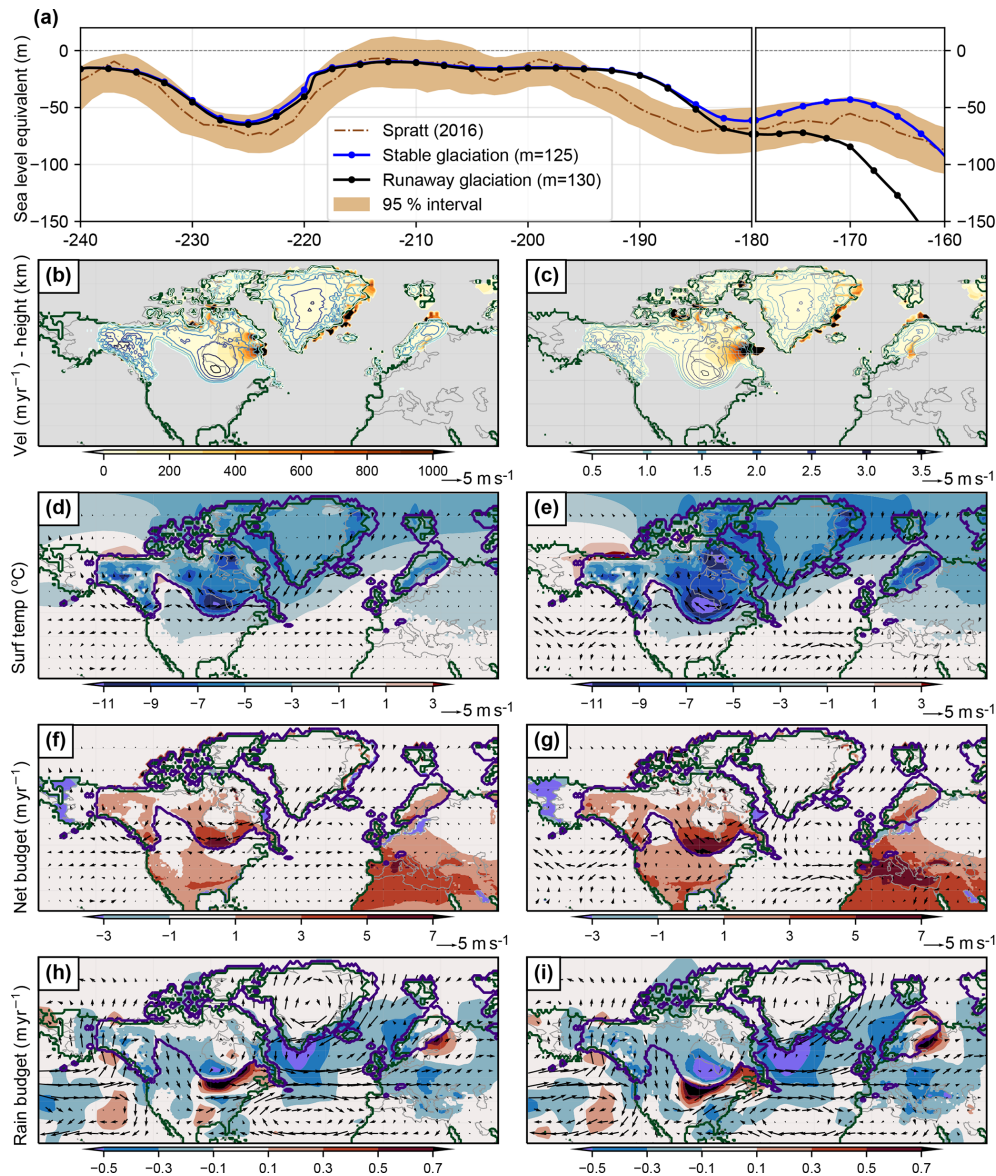 (a)
Sea level equivalent (m)
0
−50
−100
−150
0
−50
−100
−150
Spratt (2016)
Stable glaciation (m=125)
Runaway glaciation (m=130)
95 % interval
−240 −230 −220 −210 −200 −190 −180 −170 −160
(b) (c)
Vel (m yr⁻¹) - height (km)
0 200 400 600 800 1000
5 m s⁻¹
0.5 1.0 1.5 2.0 2.5 3.0 3.5
5 m s⁻¹
(d) (e)
Surf temp (°C)
−11 −9 −7 −5 −3 −1 1 3
5 m s⁻¹
−11 −9 −7 −5 −3 −1 1 3
5 m s⁻¹
(f) (g)
Net budget (m yr⁻¹)
−3 −1 1 3 5 7
5 m s⁻¹
−3 −1 1 3 5 7
5 m s⁻¹
(h) (i)
Rain budget (m yr⁻¹)
−0.5 −0.3 −0.1 0.1 0.3 0.5 0.7
−0.5 −0.3 −0.1 0.1 0.3 0.5 0.7